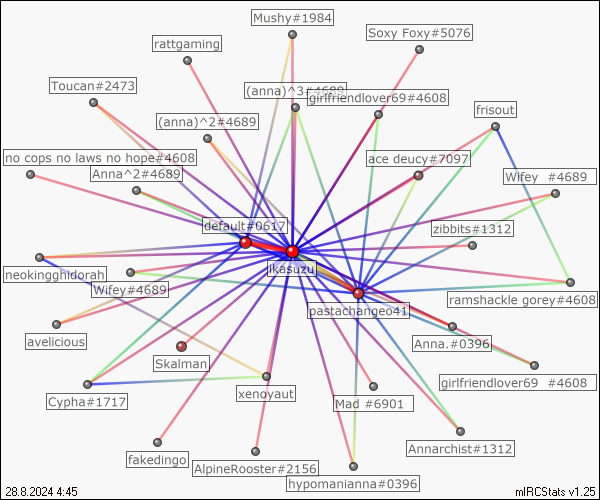 Mushy#1984
Soxy Foxy#5076
rattgaming
Toucan#2473
(anna)^3#4689
girlfriendlover69#4608
frisout
(anna)^2#4689
no cops no laws no hope#4608
ace deucy#7097
Anna^2#4689
Wifey #4689
default#0617
zibbits#1312
ikasuzu
neokingghidorah
Wifey#4689
ramshackle gorey#4608
pastachangeo41
avelicious
Anna.#0396
Skalman
girlfriendlover69 #4608
xenoyaut
Cypha#1717
Mad #6901
Annarchist#1312
fakedingo
AlpineRooster#2156
hypomanianna#0396
28.8.2024 4:45
mIRCStats v1.25